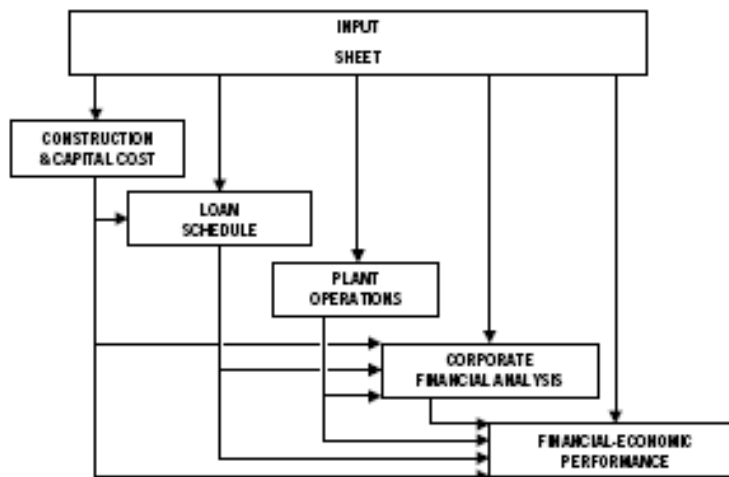 INPUT
SHEET
CONSTRUCTION
& CAPITAL COST
LOAN
SCHEDULE
PLANT
OPERATIONS
CORPORATE
FINANCIAL ANALYSIS
FINANCIAL-ECONOMIC
PERFORMANCE